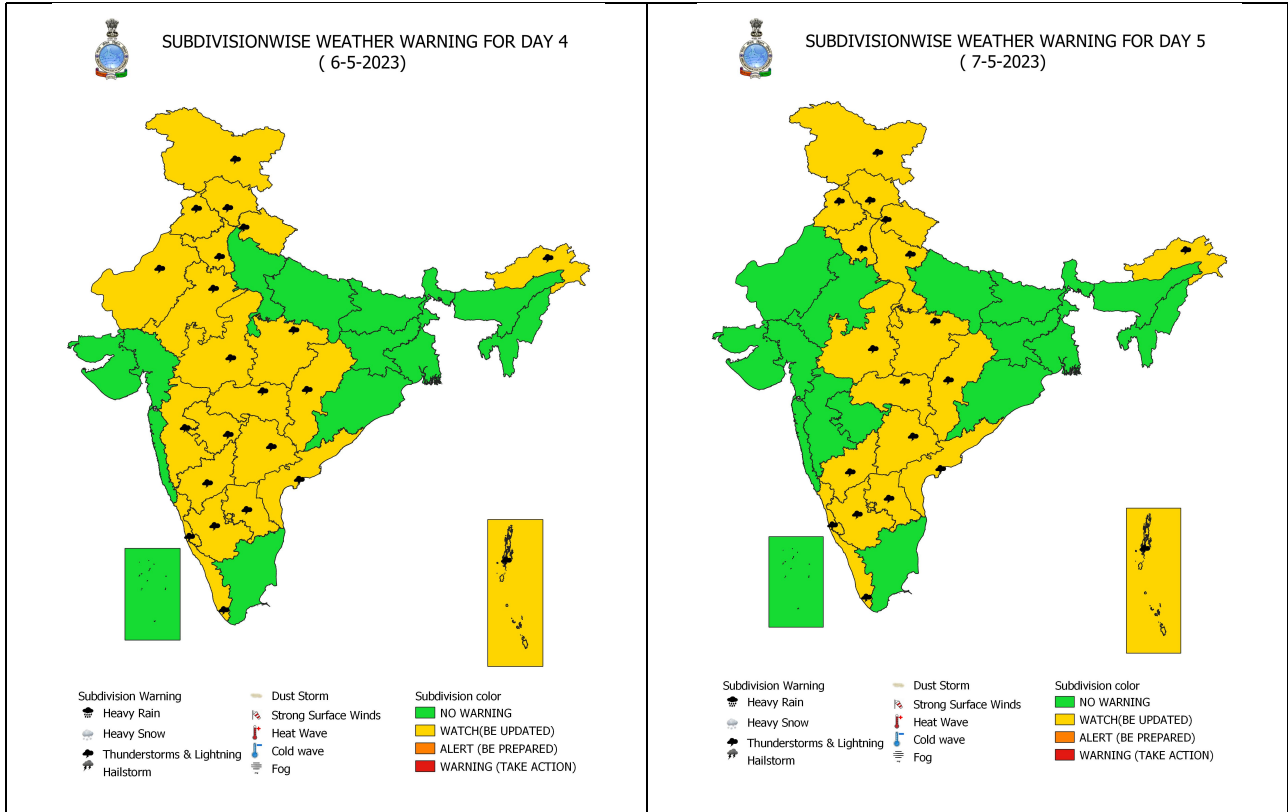 SUBDIVISIONWISE WEATHER WARNING FOR DAY 4
( 6-5-2023)
Subdivision Warning
Heavy Rain
Heavy Snow
Thunderstorms & Lightning
Hailstorm
Dust Storm
Strong Surface Winds
Heat Wave
Cold wave
Fog
Subdivision color
NO WARNING
WATCH(BE UPDATED)
ALERT (BE PREPARED)
WARNING (TAKE ACTION)
SUBDIVISIONWISE WEATHER WARNING FOR DAY 5
( 7-5-2023)
Subdivision Warning
Heavy Rain
Heavy Snow
Thunderstorms & Lightning
Hailstorm
Dust Storm
Strong Surface Winds
Heat Wave
Cold wave
Fog
Subdivision color
NO WARNING
WATCH(BE UPDATED)
ALERT (BE PREPARED)
WARNING (TAKE ACTION)